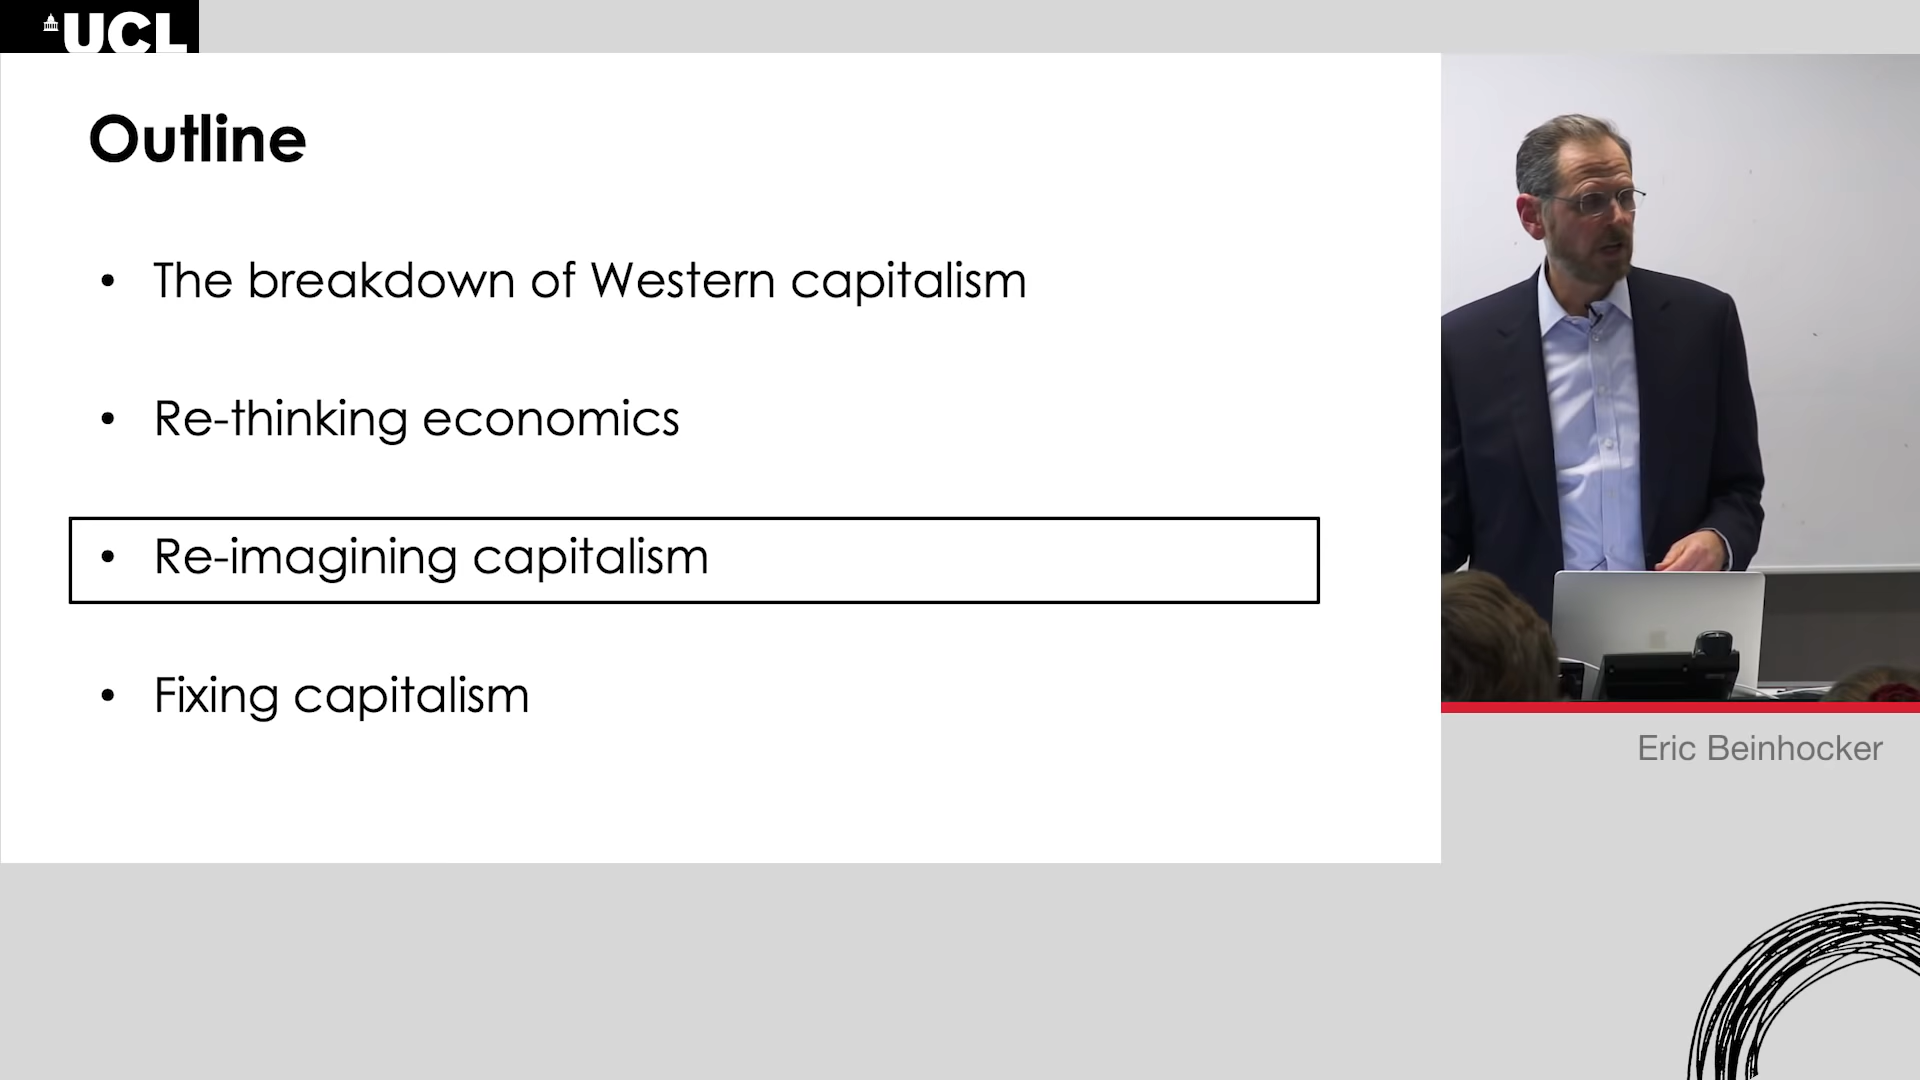 UCL
Outline
• The breakdown of Western capitalism
• Re-thinking economics
• Re-imagining capitalism
• Fixing capitalism
Eric Beinhocker